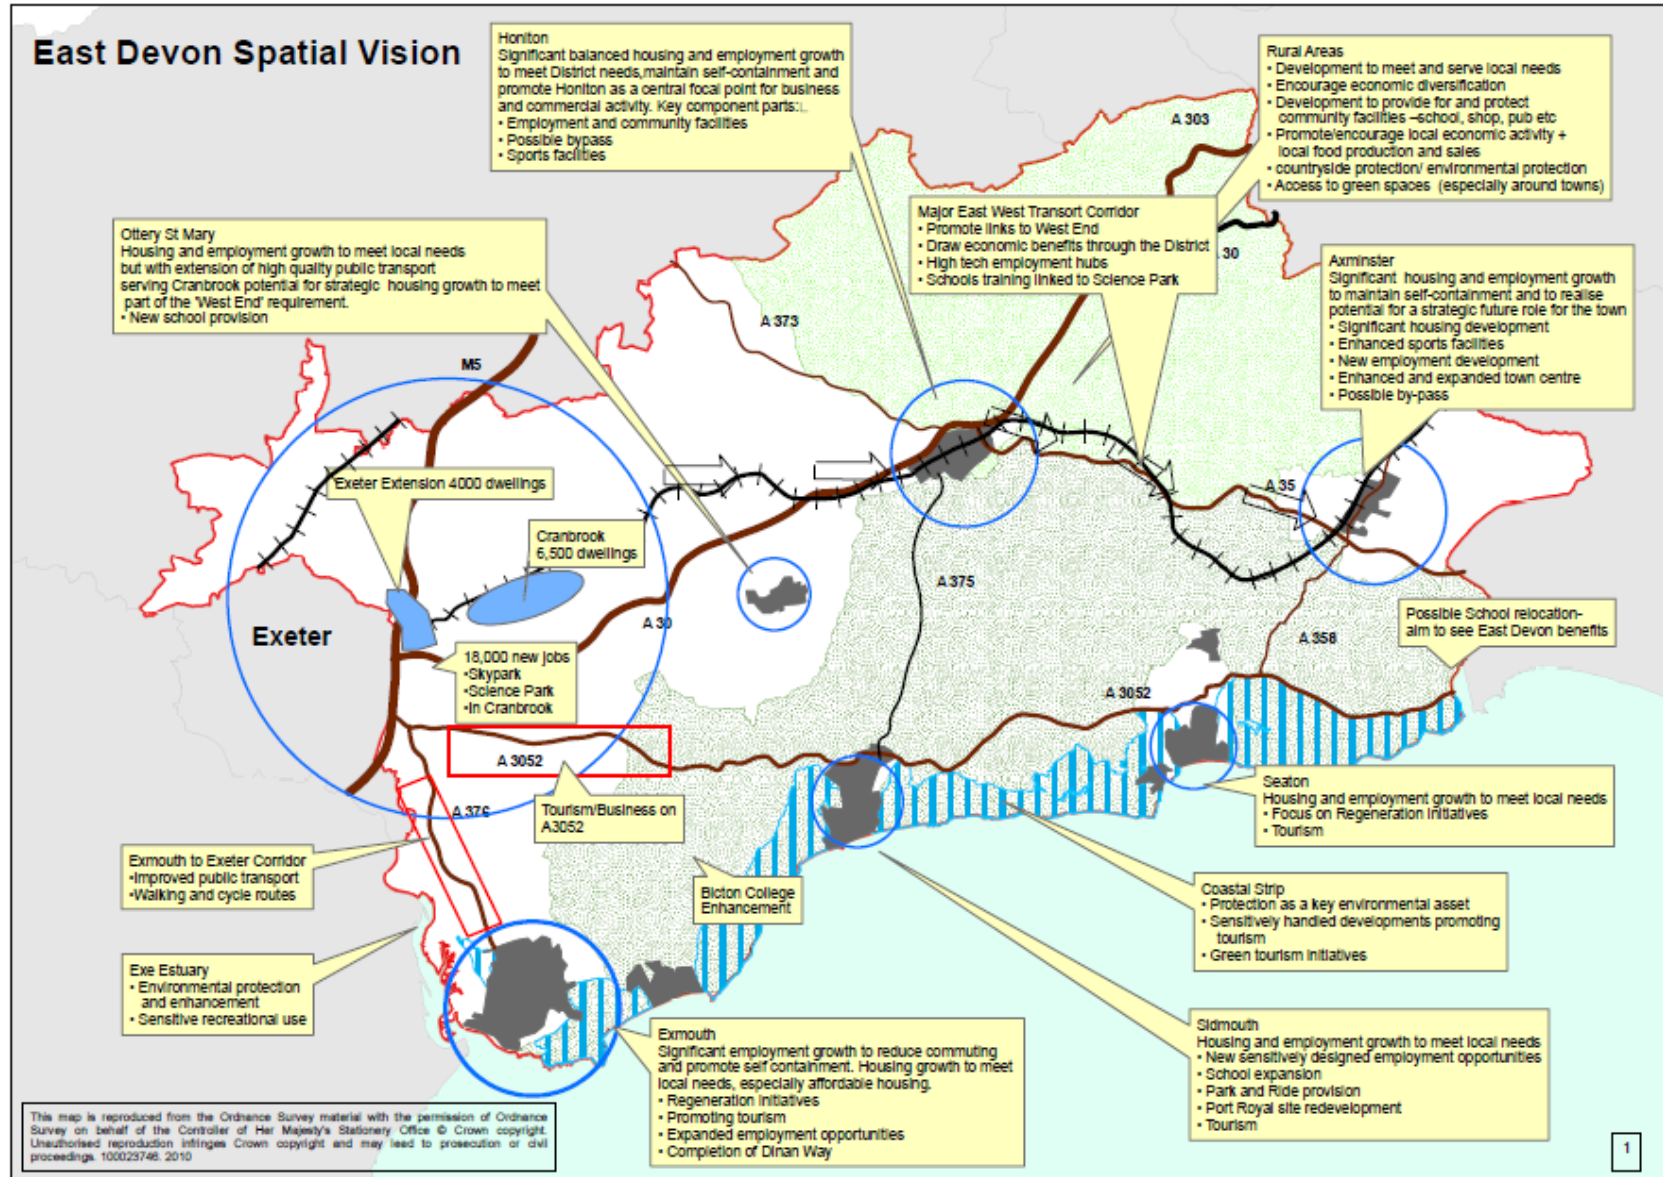 East Devon Spatial Vision
Honiton
Significant balanced housing and employment growth
to meet District needs,maintain self-containment and
promote Honiton as a central focal point for business
and commercial activity. Key component parts:
• Employment and community facilities
• Possible bypass
• Sports facilities
Rural Areas
• Development to meet and serve local needs
• Encourage economic diversification
• Development to provide for and protect
community facilities –school, shop, pub etc
• Promote/encourage local economic activity +
local food production and sales
• countryside protection/ environmental protection
• Access to green spaces (especially around towns)
A 303
Major East West Transort Corridor
• Promote links to West End
• Draw economic benefits through the District
• High tech employment hubs
• Schools training linked to Science Park
30
Ottery St Mary
Housing and employment growth to meet local needs
but with extension of high quality public transport
serving Cranbrook potential for strategic housing growth to meet
part of the 'West End' requirement.
• New school provision
Axminster
Significant housing and employment growth
to maintain self-containment and to realise
potential for a strategic future role for the town
• Significant housing development
• Enhanced sports facilities
• New employment development
• Enhanced and expanded town centre
• Possible by-pass
A 373
M5
Exeter Extension 4000 dwellings
A 35
Cranbrook
6,500 dwellings
A 375
Exeter
A 30
18,000 new jobs
•Skypark
•Science Park
•In Cranbrook
Possible School relocation-
aim to see East Devon benefits
A 358
A 3052
A 3052
A 376
Tourism/Business on
A3052
Seaton
Housing and employment growth to meet local needs
• Focus on Regeneration Initiatives
• Tourism
Exmouth to Exeter Corridor
•Improved public transport
•Walking and cycle routes
Bicton College
Enhancement
Coastal Strip
• Protection as a key environmental asset
• Sensitively handled developments promoting
tourism
• Green tourism initiatives
Exe Estuary
• Environmental protection
and enhancement
• Sensitive recreational use
Exmouth
Significant employment growth to reduce commuting
and promote self containment. Housing growth to meet
local needs, especially affordable housing.
• Regeneration Initiatives
• Promoting tourism
• Expanded employment opportunities
• Completion of Dinan Way
Sidmouth
Housing and employment growth to meet local needs
• New sensitively designed employment opportunities
• School expansion
• Park and Ride provision
• Port Royal site redevelopment
• Tourism
This map is reproduced from the Ordnance Survey material with the permission of Ordnance
Survey on behalf of the Controller of Her Majesty's Stationery Office © Crown copyright.
Unauthorised reproduction infringes Crown copyright and may lead to prosecution or civil
proceedings. 100023746. 2010
1